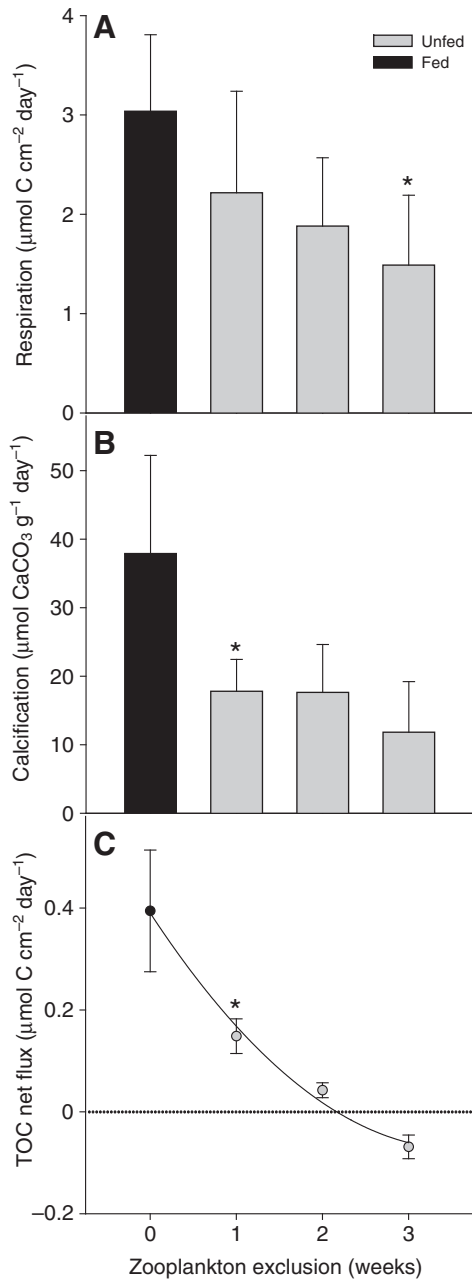 A
Unfed
Fed
4
3
2
1
0
*
Respiration (μmol C cm⁻² day⁻¹)
B
50
40
30
20
10
0
*
Calcification (μmol CaCO₃ g⁻¹ day⁻¹)
C
0.4
0.2
0
–0.2
*
TOC net flux (μmol C cm⁻² day⁻¹)
0 1 2 3
Zooplankton exclusion (weeks)